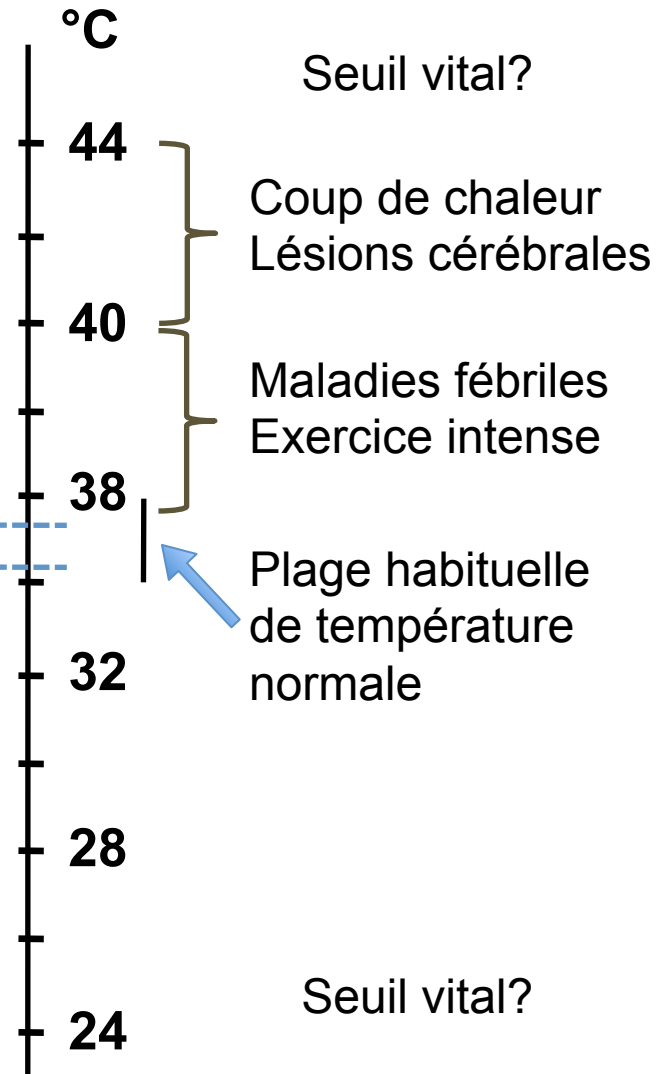 °C
Seuil vital?
44
Coup de chaleur
Lésions cérébrales
40
Maladies fébriles
Exercice intense
38
Plage habituelle
de température
normale
32
28
Seuil vital?
24